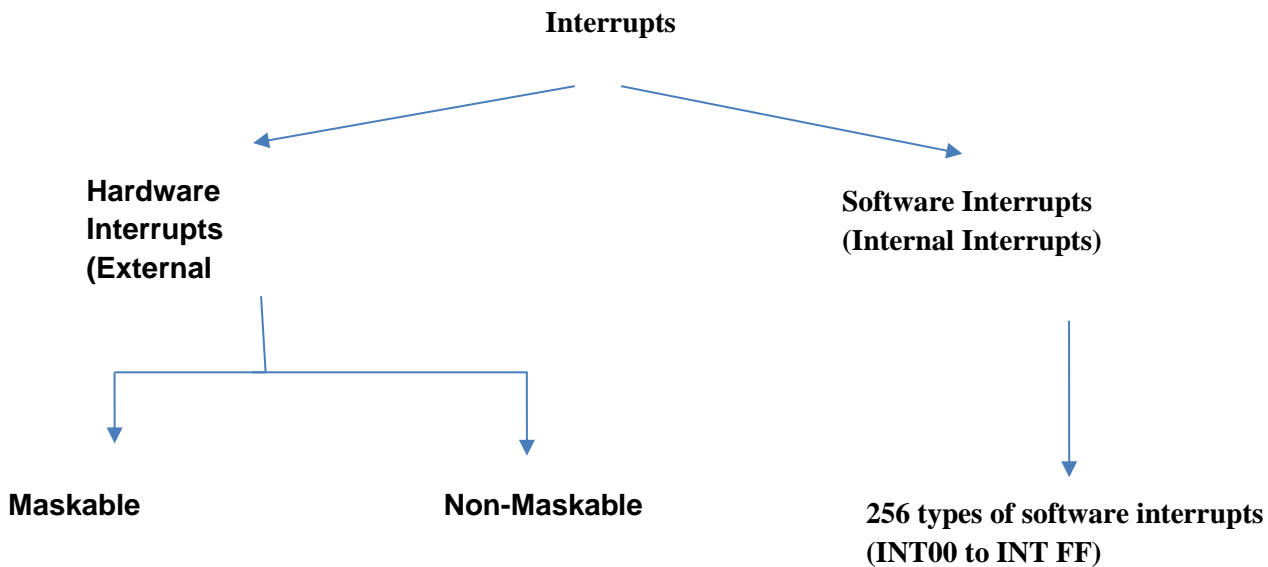 Interrupts
Hardware
Interrupts
(External
Software Interrupts
(Internal Interrupts)
Maskable
Non-Maskable
256 types of software interrupts
(INT00 to INT FF)